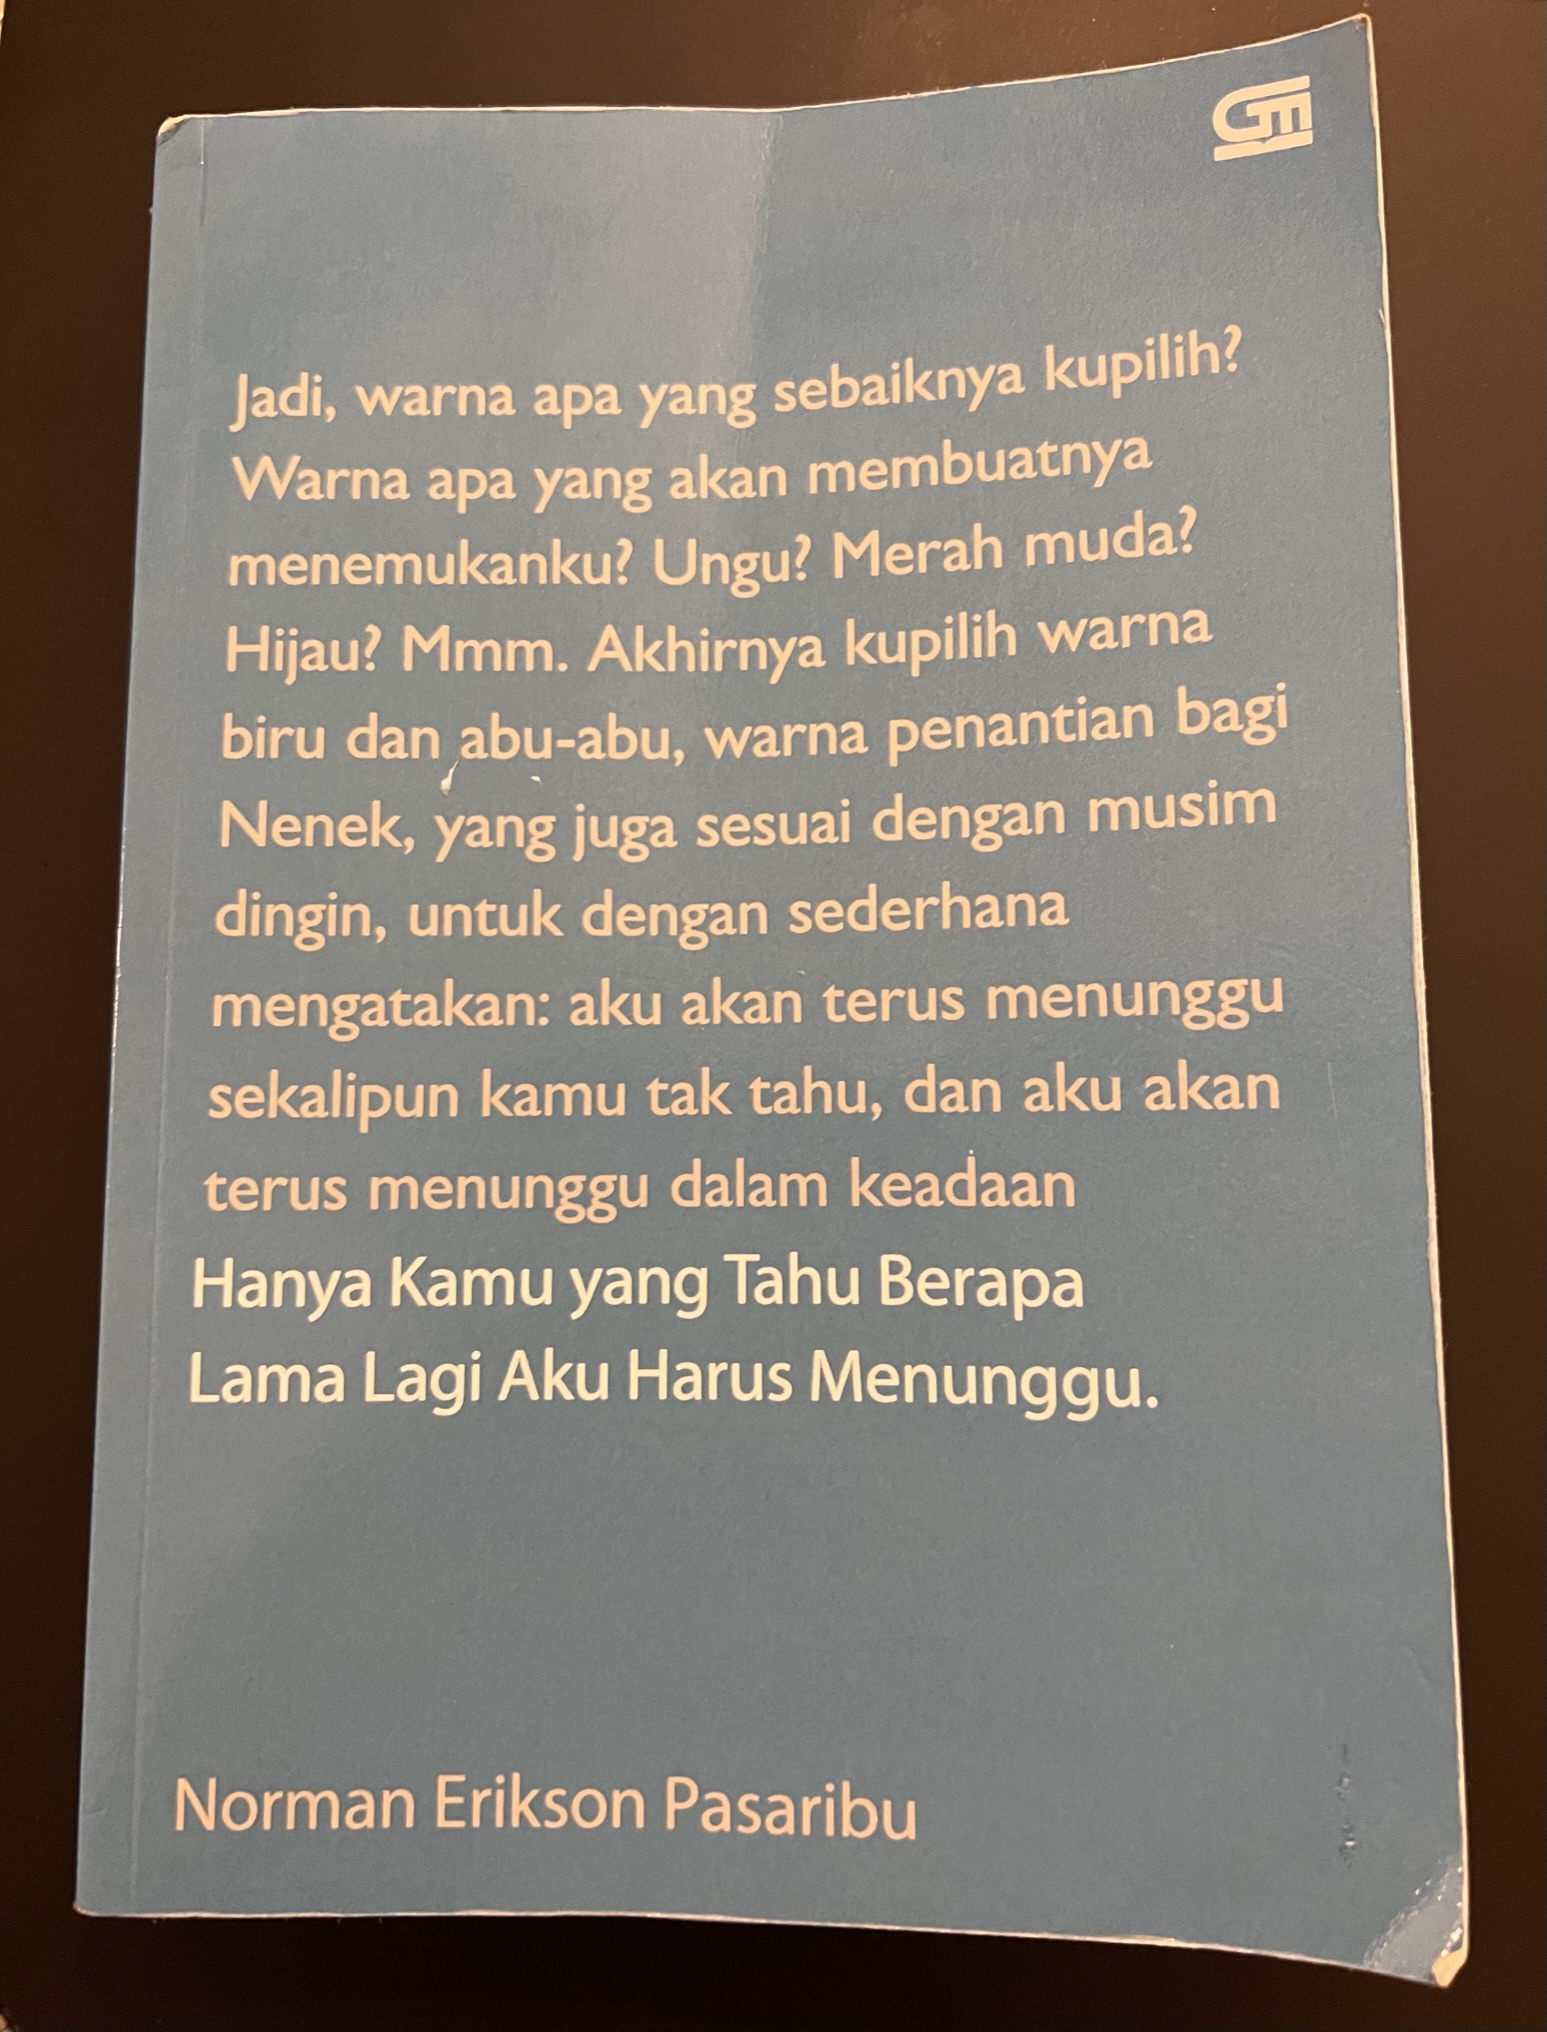 Jadi, warna apa yang sebaiknya kupilih?
Warna apa yang akan membuatnya
menemukanku? Ungu? Merah muda?
Hijau? Mmm. Akhirnya kupilih warna
biru dan abu-abu, warna penantian bagi
Nenek, yang juga sesuai dengan musim
dingin, untuk dengan sederhana
mengatakan: aku akan terus menunggu
sekalipun kamu tak tahu, dan aku akan
terus menunggu dalam keadaan
Hanya Kamu yang Tahu Berapa
Lama Lagi Aku Harus Menunggu.
Norman Erikson Pasaribu